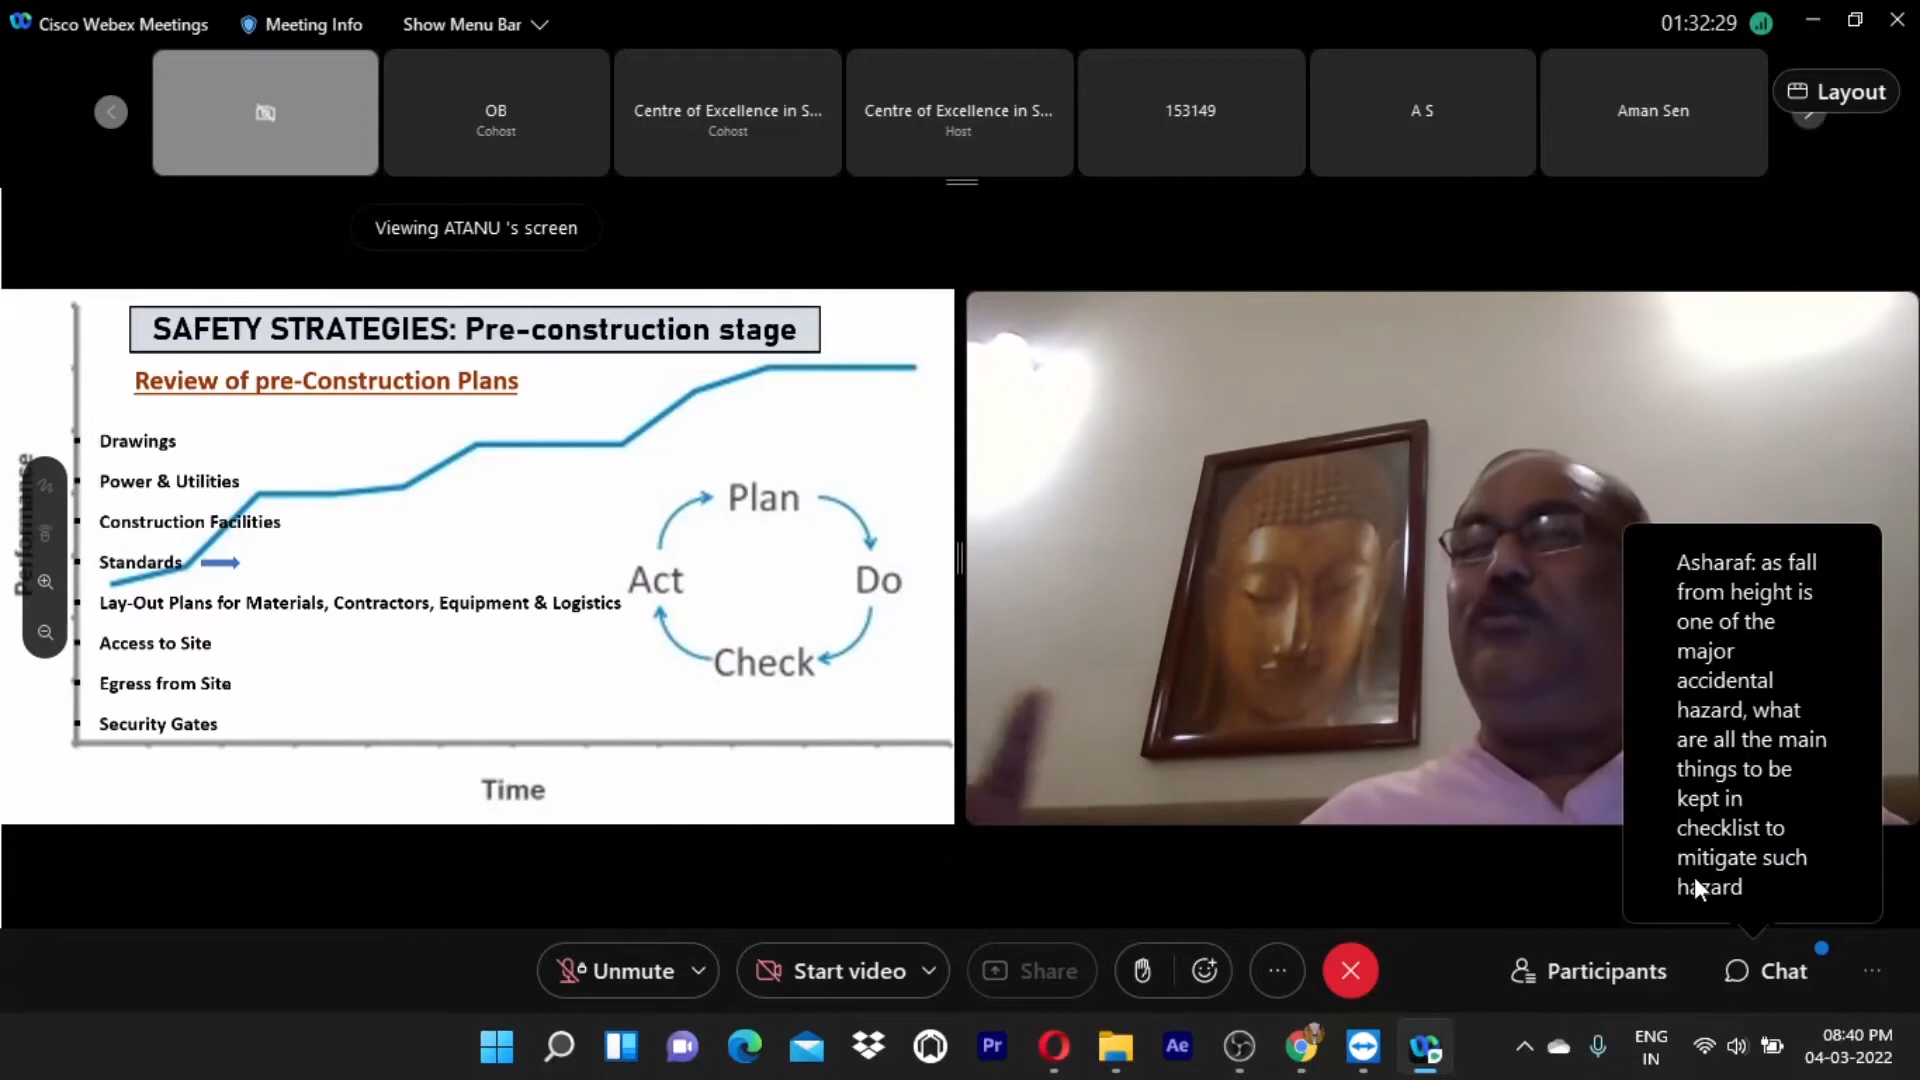 Cisco Webex Meetings
Meeting Info
Show Menu Bar
01:32:29
OB
Cohost
Centre of Excellence in S...
Cohost
Centre of Excellence in S...
Host
153149
A S
Aman Sen
Layout
Viewing ATANU 's screen
SAFETY STRATEGIES: Pre-construction stage
Review of pre-Construction Plans
Drawings
Power & Utilities
Construction Facilities
Standards
Lay-Out Plans for Materials, Contractors, Equipment & Logistics
Access to Site
Egress from Site
Security Gates
Performance
Plan
Do
Check
Act
Time
Asharaf: as fall
from height is
one of the
major
accidental
hazard, what
are all the main
things to be
kept in
checklist to
mitigate such
hazard
Unmute
Start video
Share
Participants
Chat
Pr
Ae
ENG
IN
08:40 PM
04-03-2022